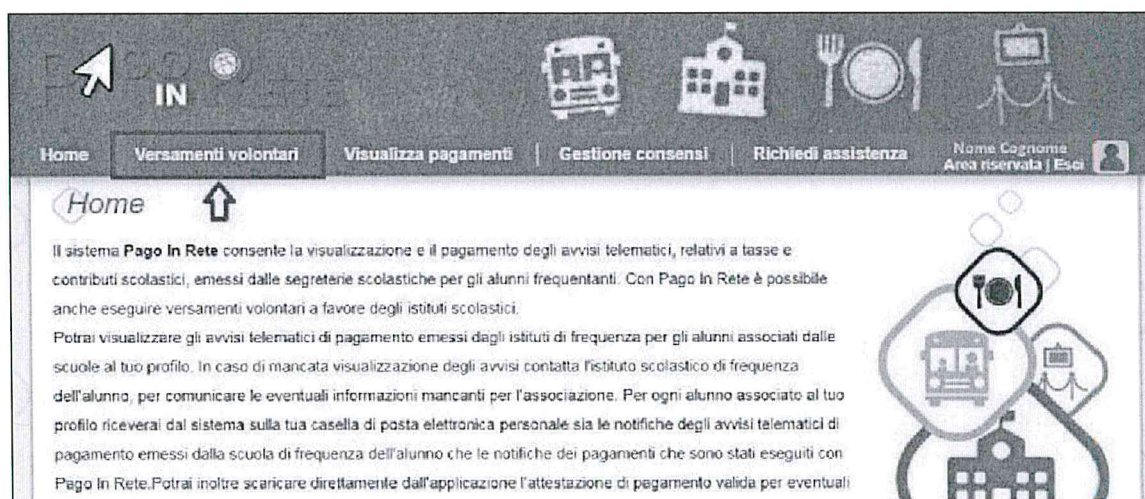 IN
Home Versamenti volontari Visualizza pagamenti | Gestione consensi | Richiedi assistenza Nome Cognome
Area riservata | Esci
Home
Il sistema Pago In Rete consente la visualizzazione e il pagamento degli avvisi telematici, relativi a tasse e
contributi scolastici, emessi dalle segreterie scolastiche per gli alunni frequentanti. Con Pago In Rete è possibile
anche eseguire versamenti volontari a favore degli istituti scolastici.
Potrai visualizzare gli avvisi telematici di pagamento emessi dagli istituti di frequenza per gli alunni associati dalle
scuole al tuo profilo. In caso di mancata visualizzazione degli avvisi contatta l'istituto scolastico di frequenza
dell'alunno, per comunicare le eventuali informazioni mancanti per l'associazione. Per ogni alunno associato al tuo
profilo riceverai dal sistema sulla tua casella di posta elettronica personale sia le notifiche degli avvisi telematici di
pagamento emessi dalla scuola di frequenza dell'alunno che le notifiche dei pagamenti che sono stati eseguiti con
Pago In Rete.Potrai inoltre scaricare direttamente dall'applicazione l'attestazione di pagamento valida per eventuali